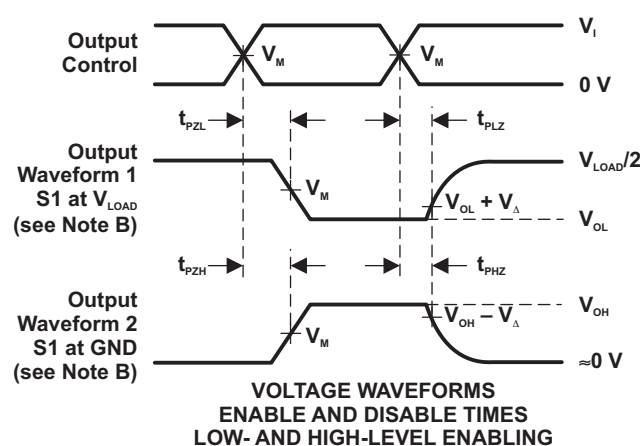 Output
Control
V_M
V_M
V_I
0 V
t_PZL
t_PLZ
Output
Waveform 1
S1 at V_LOAD
(see Note B)
V_M
V_OL + V_Δ
V_LOAD/2
V_OL
t_PZH
t_PHZ
Output
Waveform 2
S1 at GND
(see Note B)
V_M
V_OH – V_Δ
V_OH
≈0 V
VOLTAGE WAVEFORMS
ENABLE AND DISABLE TIMES
LOW- AND HIGH-LEVEL ENABLING